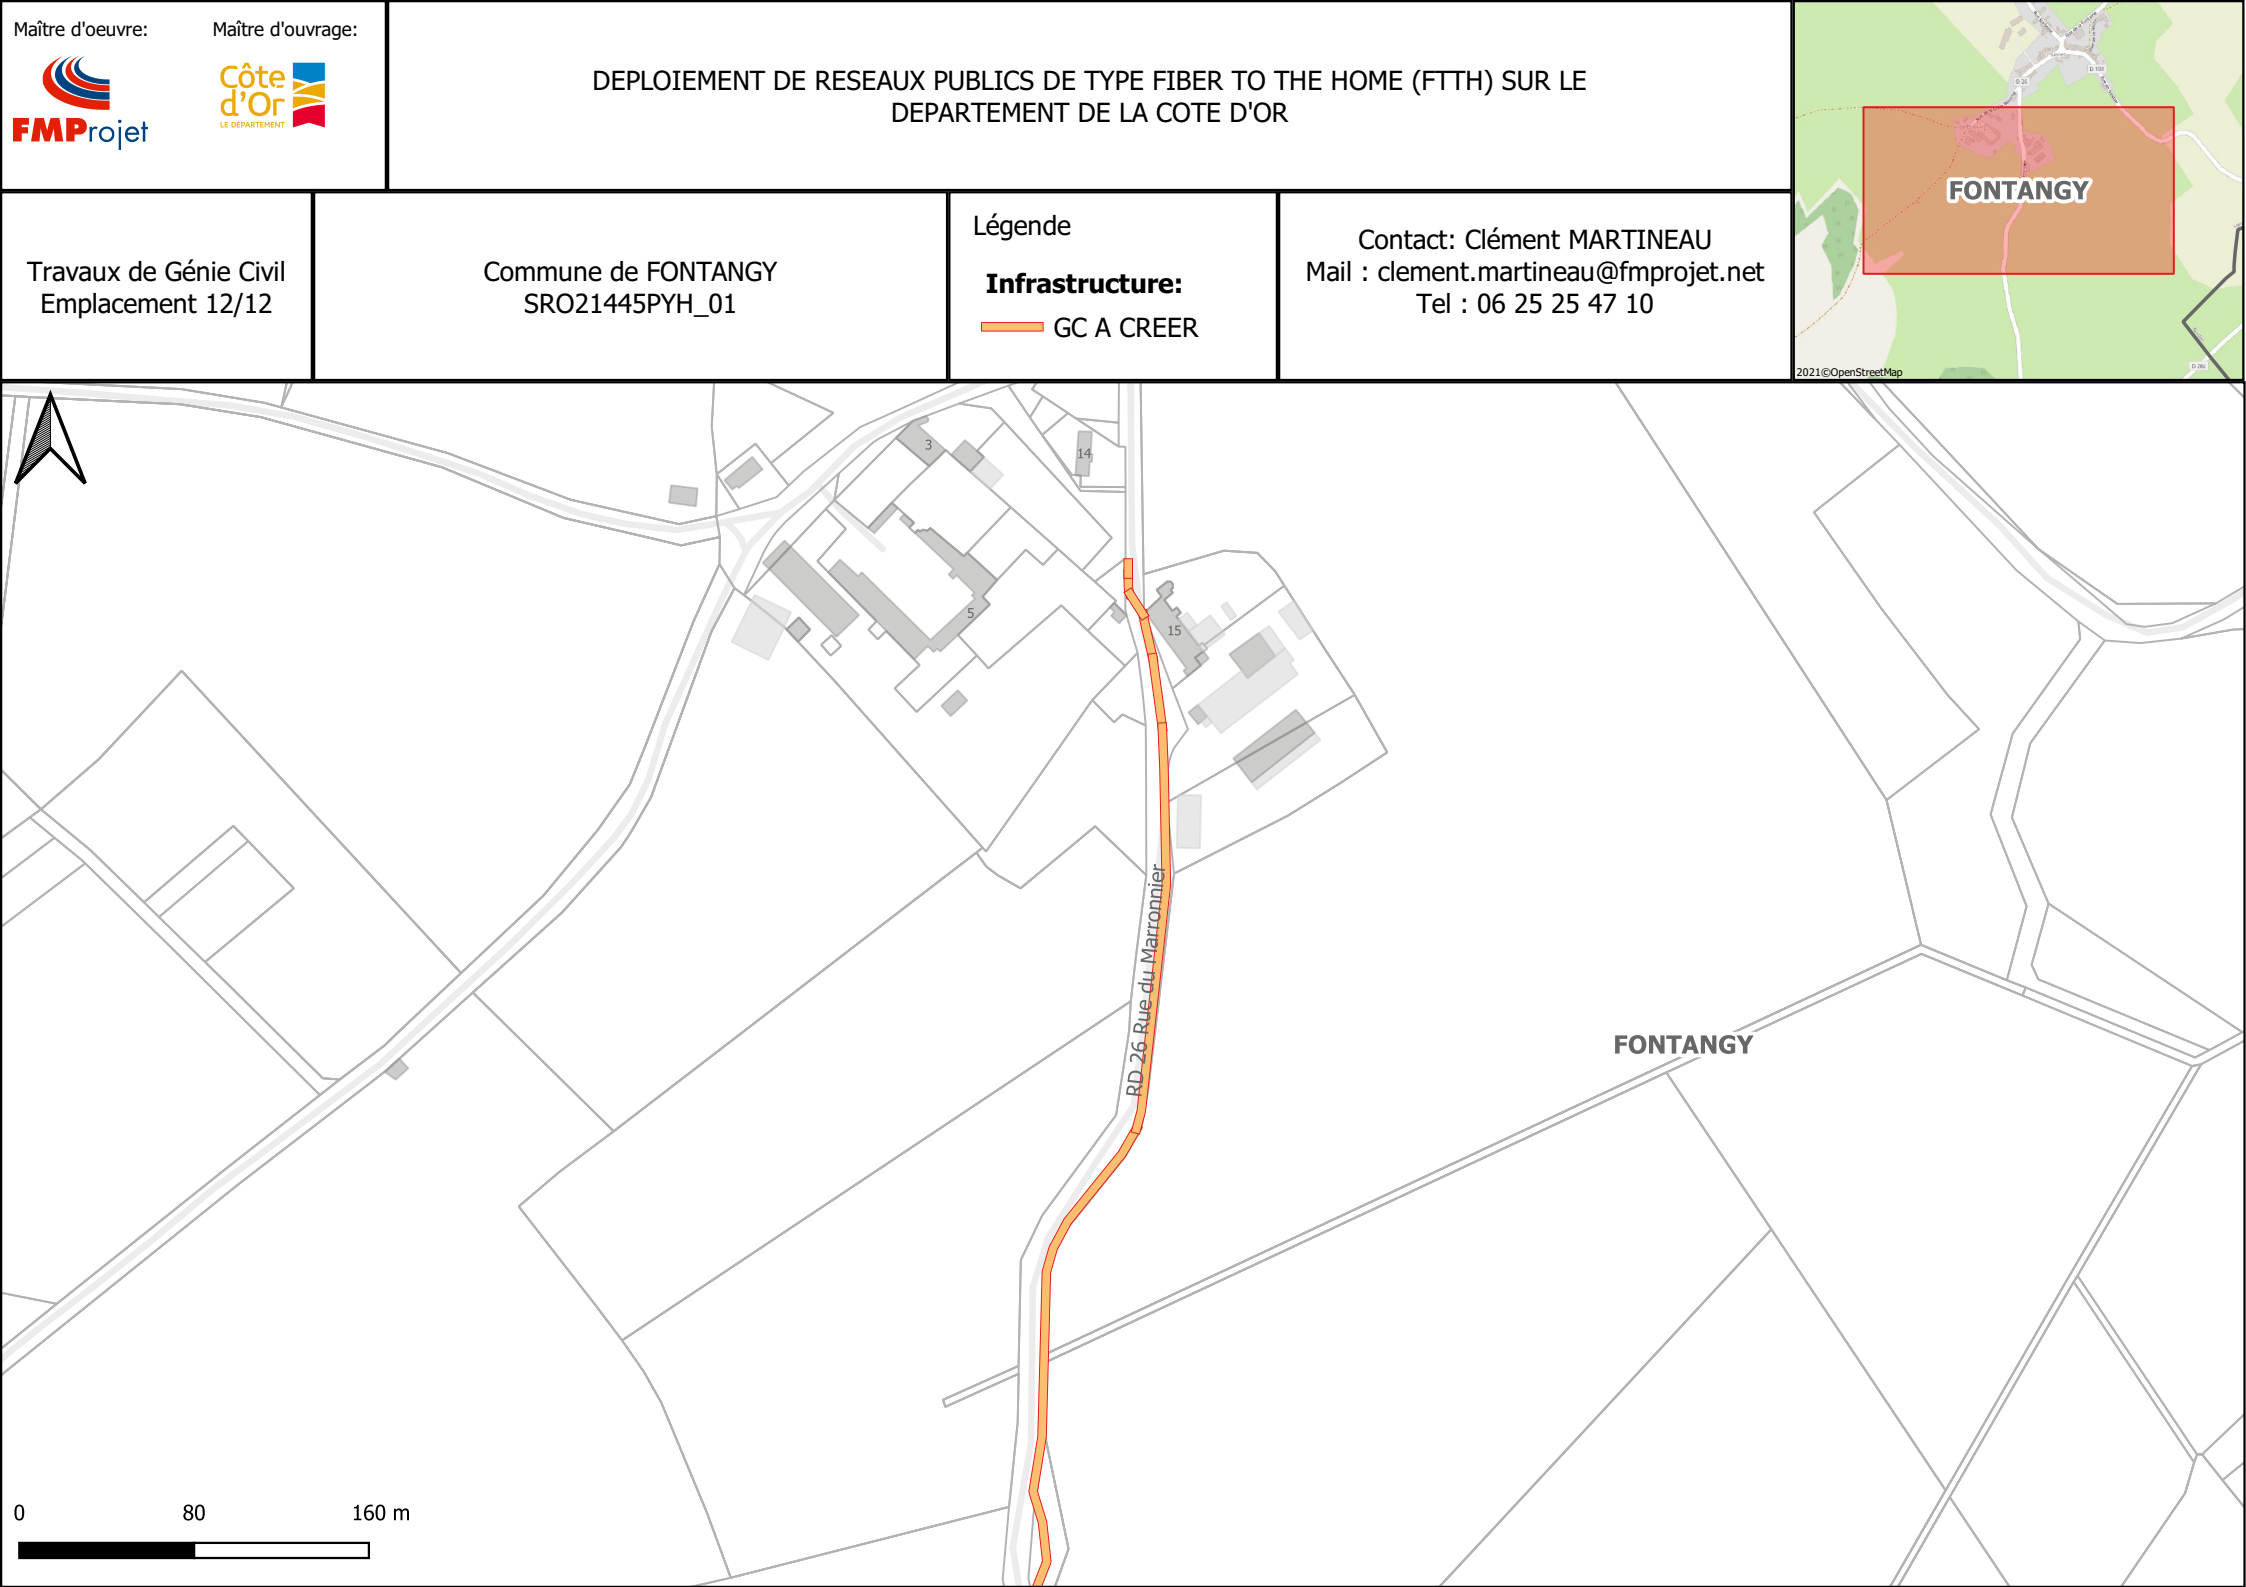 Maître d'oeuvre:
Maître d'ouvrage:
FMProjet
Côte
d'Or
LE DÉPARTEMENT
DEPLOIEMENT DE RESEAUX PUBLICS DE TYPE FIBER TO THE HOME (FTTH) SUR LE
DEPARTEMENT DE LA COTE D'OR
Travaux de Génie Civil
Emplacement 12/12
Commune de FONTANGY
SRO21445PYH_01
Légende
Infrastructure:
GC A CREER
Contact: Clément MARTINEAU
Mail : clement.martineau@fmprojet.net
Tel : 06 25 25 47 10
D 26
D 108
FONTANGY
D 26c
2021©OpenStreetMap
3
14
5
15
RD 26 Rue du Marronnier
FONTANGY
0
80
160 m